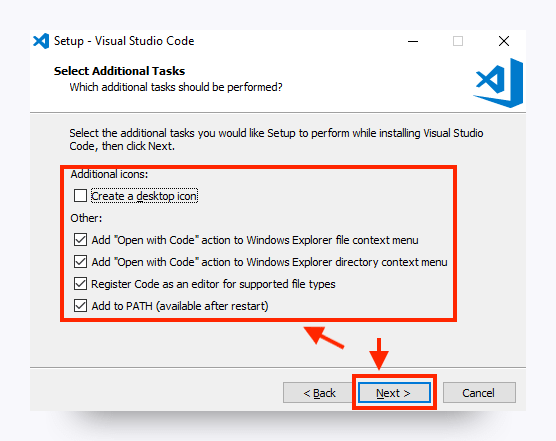 Setup - Visual Studio Code
Select Additional Tasks
Which additional tasks should be performed?
Select the additional tasks you would like Setup to perform while installing Visual Studio
Code, then click Next.
Additional icons:
Create a desktop icon
Other:
Add "Open with Code" action to Windows Explorer file context menu
Add "Open with Code" action to Windows Explorer directory context menu
Register Code as an editor for supported file types
Add to PATH (available after restart)
< Back
Next >
Cancel